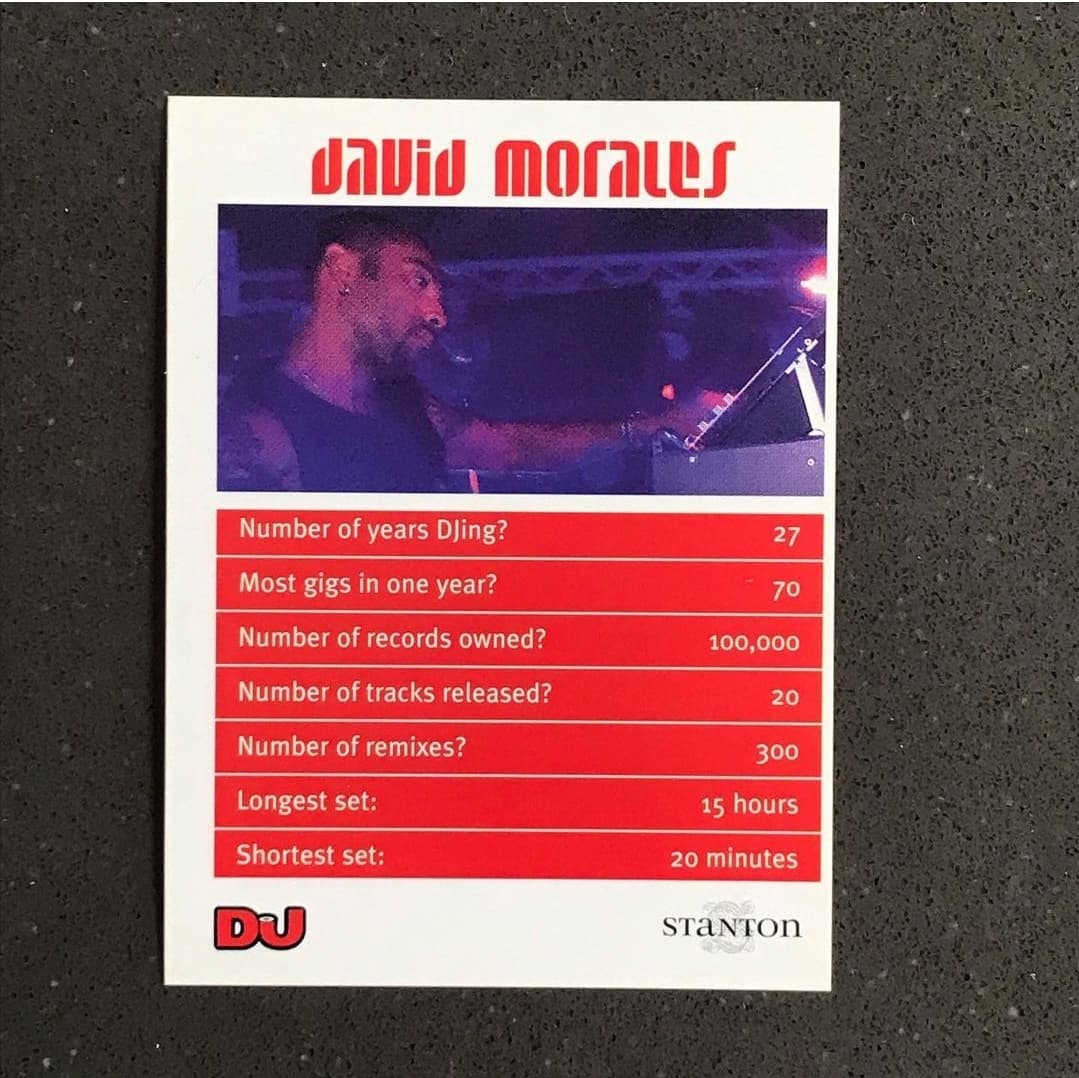 david morales
Number of years DJing? 27
Most gigs in one year? 70
Number of records owned? 100,000
Number of tracks released? 20
Number of remixes? 300
Longest set: 15 hours
Shortest set: 20 minutes
DJ STANTON